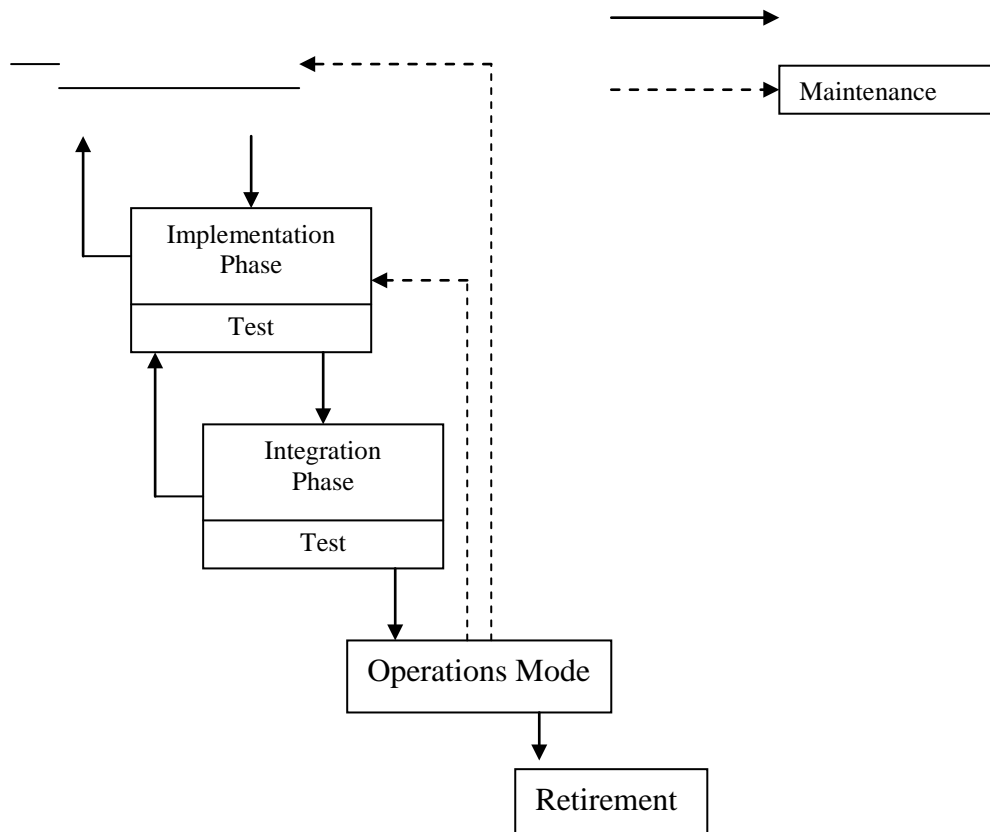 Maintenance
Implementation
Phase
Test
Integration
Phase
Test
Operations Mode
Retirement